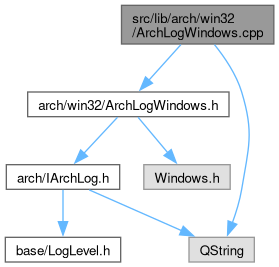 src/lib/arch/win32
/ArchLogWindows.cpp
arch/win32/ArchLogWindows.h
arch/IArchLog.h
Windows.h
base/LogLevel.h
QString